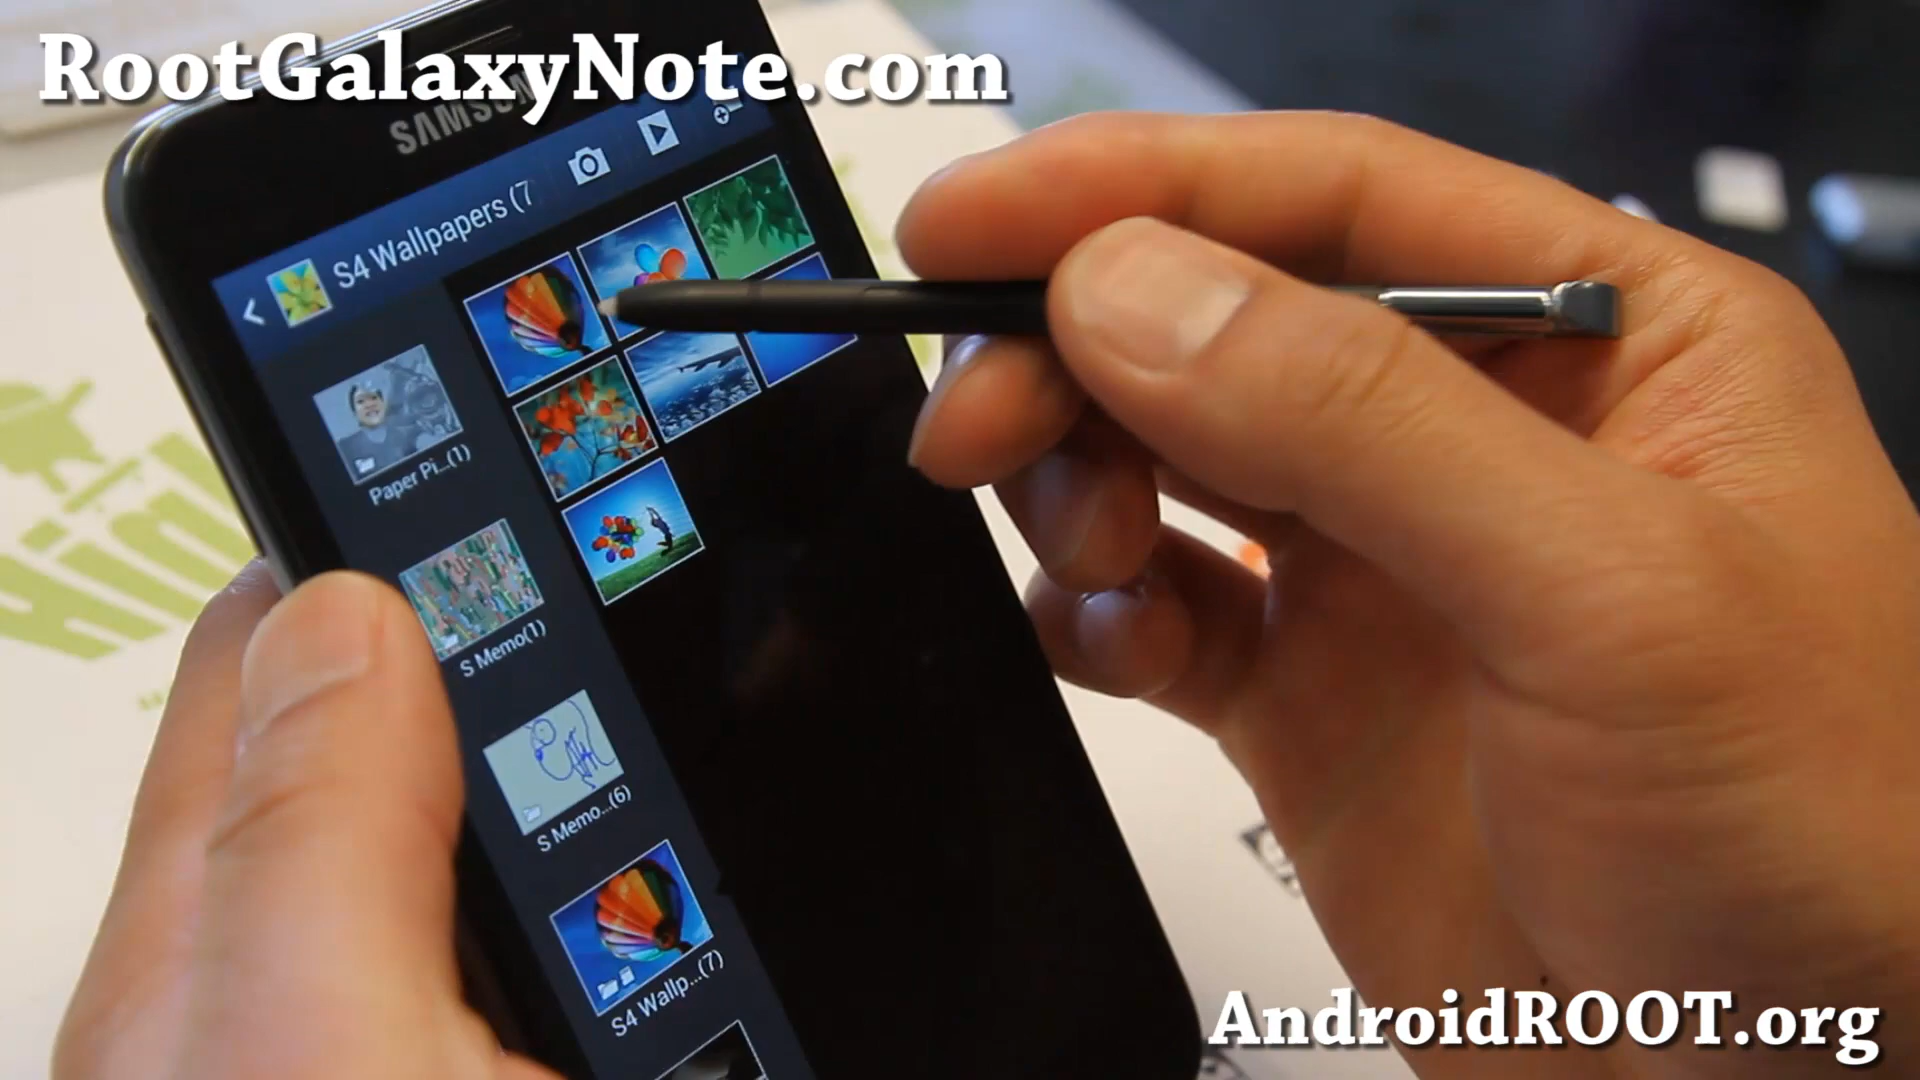 RootGalaxyNote.com
SAMSUNG
S4 Wallpapers (7
Paper Pi...(1)
S Memo(1)
S Memo...(6)
S4 Wallp...(7)
AndroidROOT.org